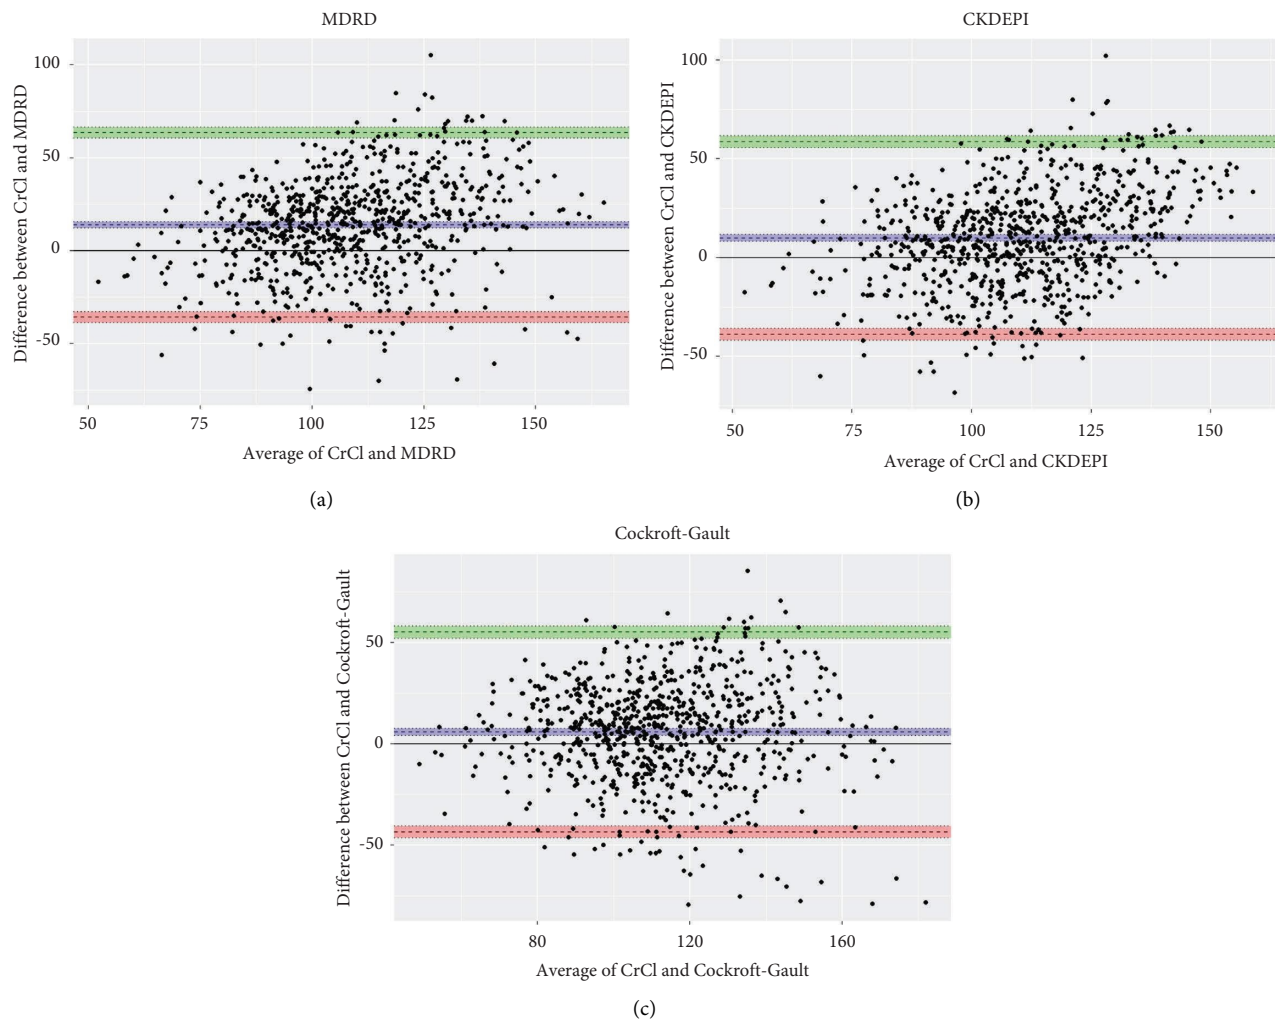 MDRD
Difference between CrCl and MDRD
100
50
0
-50
50
75
100
125
150
Average of CrCl and MDRD
(a)
CKDEPI
Difference between CrCl and CKDEPI
100
50
0
-50
50
75
100
125
150
Average of CrCl and CKDEPI
(b)
Cockroft-Gault
Difference between CrCl and Cockroft-Gault
50
0
-50
80
120
160
Average of CrCl and Cockroft-Gault
(c)